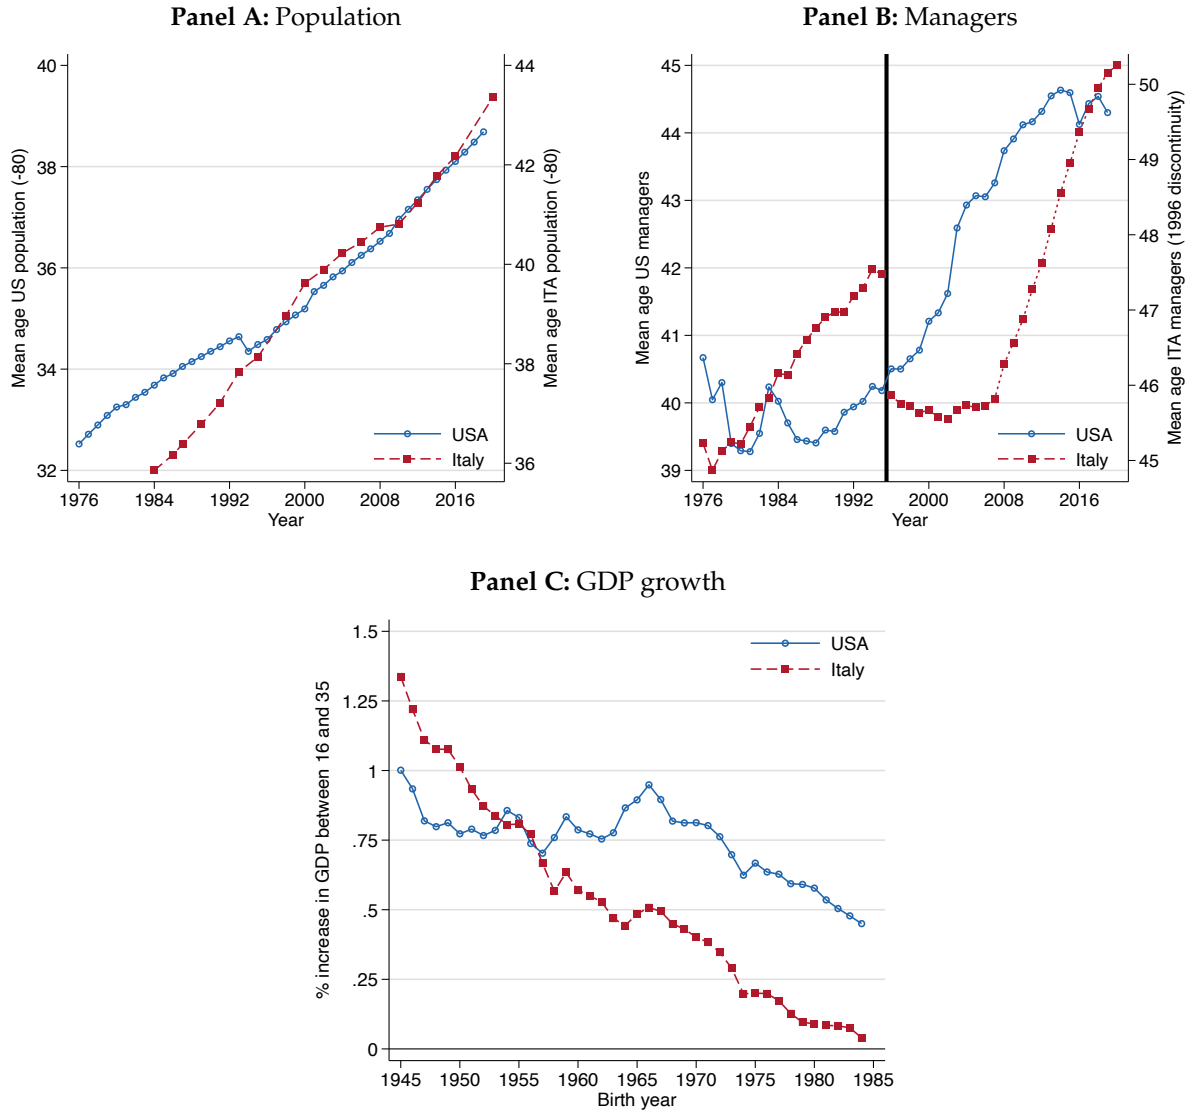 Panel A: Population
Mean age US population (-80)
40
38
36
34
32
44
42
40
38
36
Mean age ITA population (-80)
USA
Italy
1976 1984 1992 2000 2008 2016
Year
Panel B: Managers
Mean age US managers
45
44
43
42
41
40
39
50
49
48
47
46
45
Mean age ITA managers (1996 discontinuity)
USA
Italy
1976 1984 1992 2000 2008 2016
Year
Panel C: GDP growth
% increase in GDP between 16 and 35
1.5
1.25
1
.75
.5
.25
0
USA
Italy
1945 1950 1955 1960 1965 1970 1975 1980 1985
Birth year